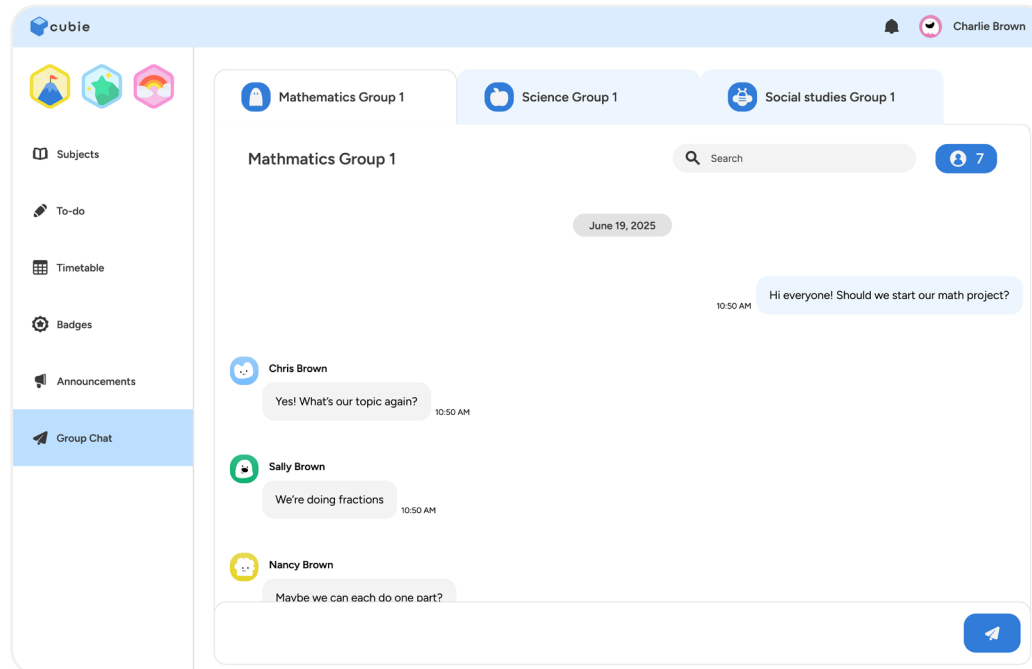 cubie
Charlie Brown
Mathematics Group 1
Science Group 1
Social studies Group 1
Subjects
To-do
Timetable
Badges
Announcements
Group Chat
Mathmatics Group 1
Search
7
June 19, 2025
Hi everyone! Should we start our math project?
10:50 AM
Chris Brown
Yes! What's our topic again?
10:50 AM
Sally Brown
We're doing fractions
10:50 AM
Nancy Brown
Maybe we can each do one part?